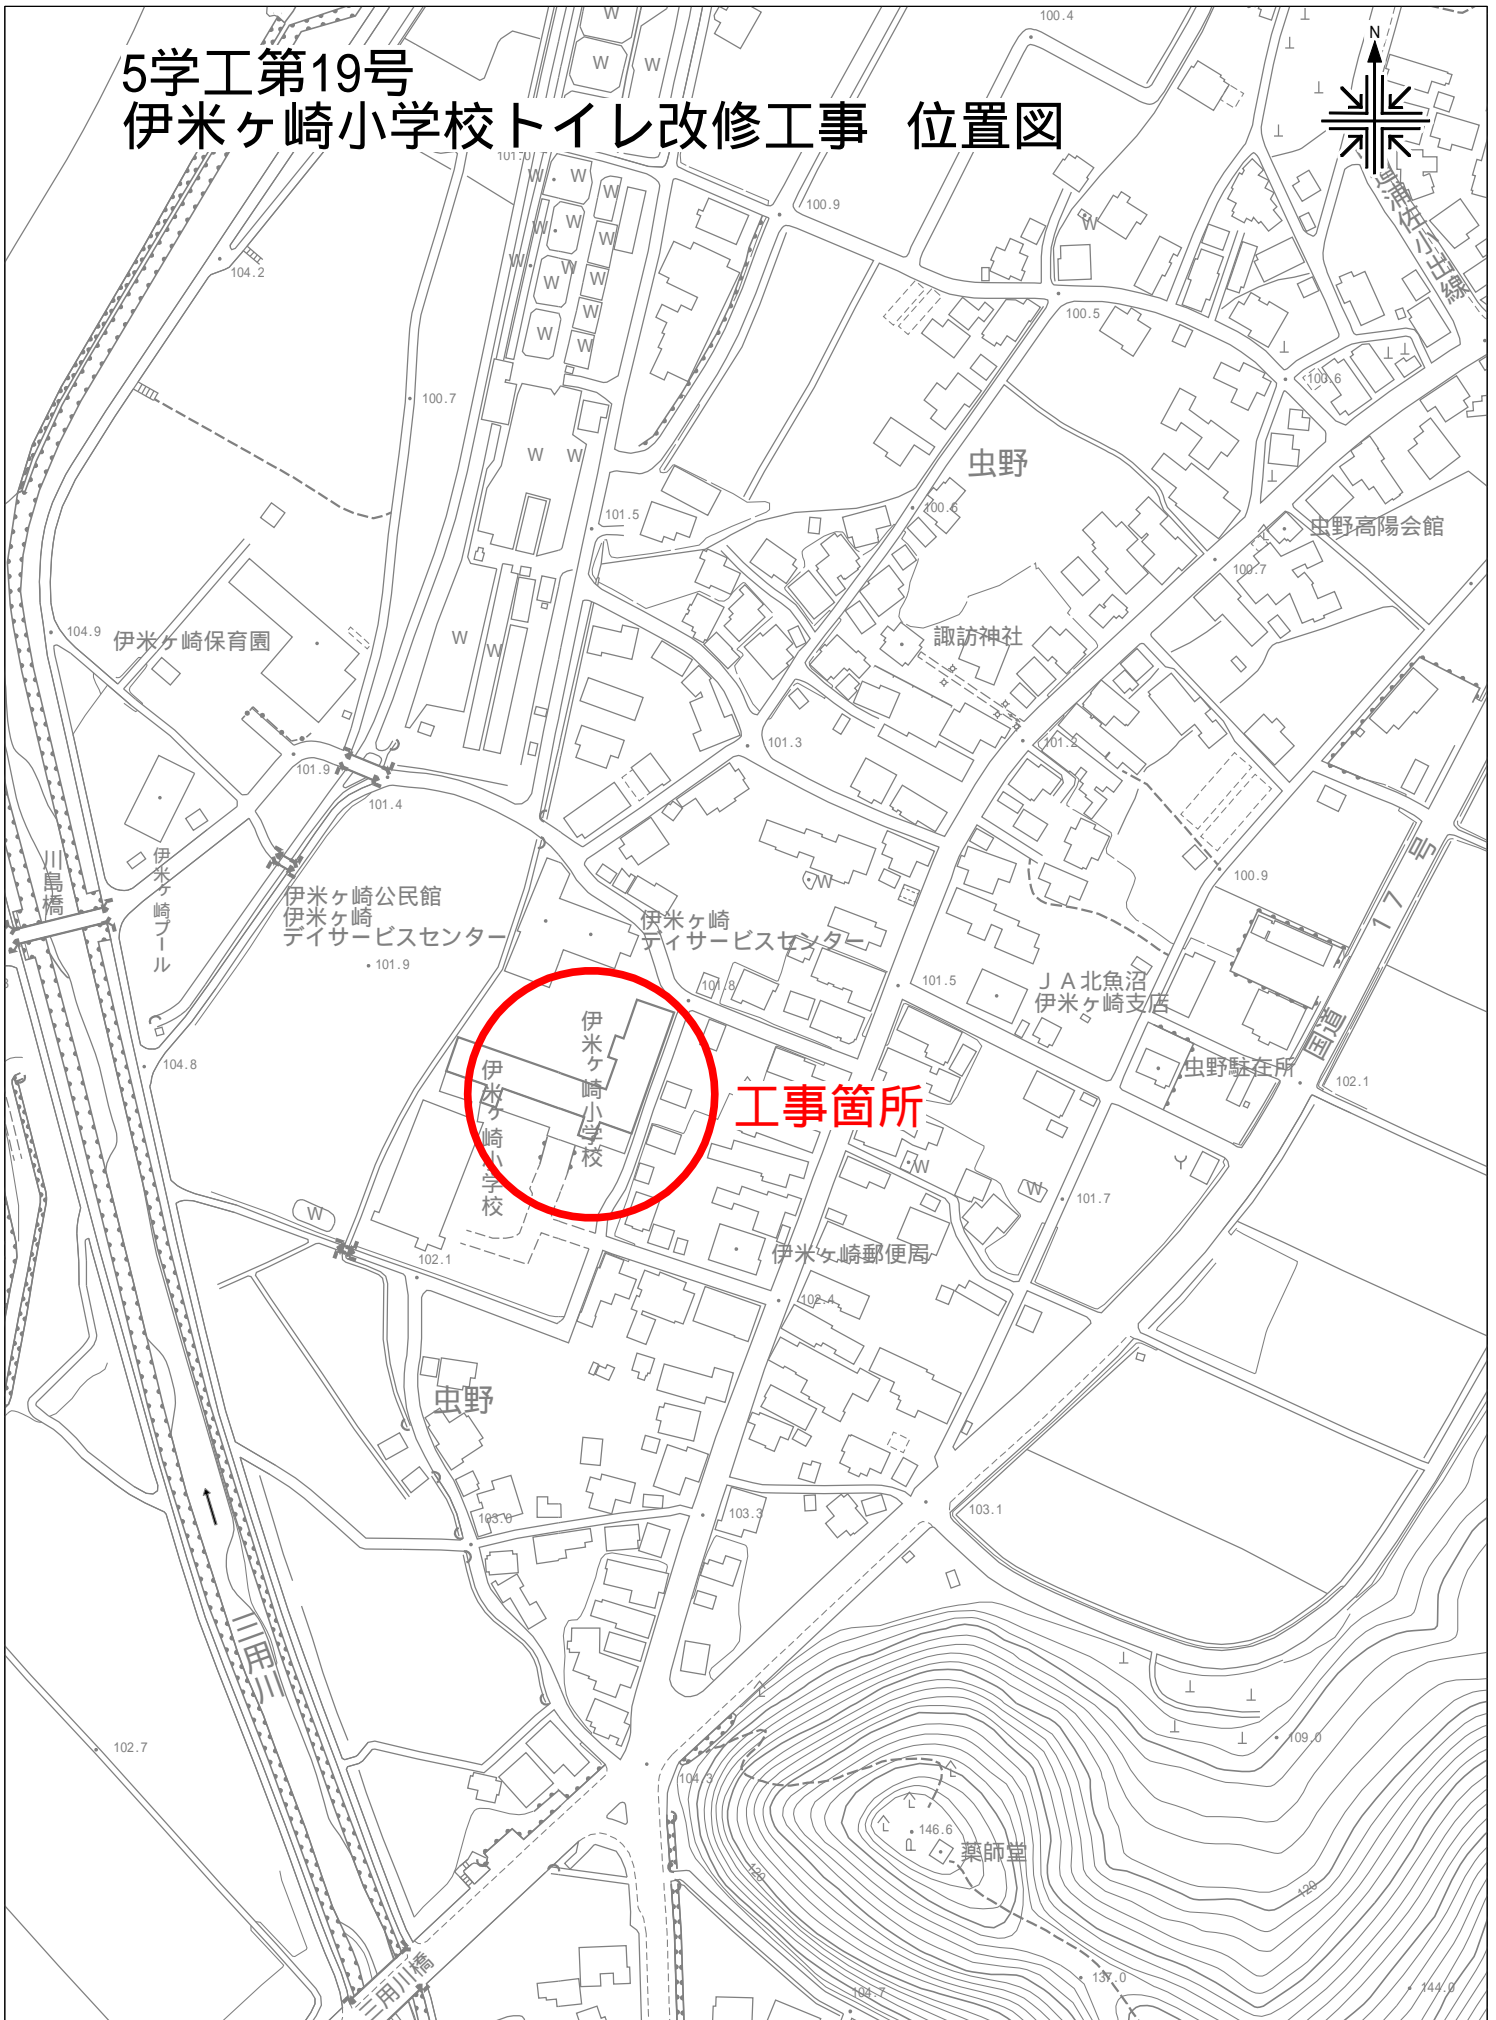 5学工第19号
伊米ヶ崎小学校トイレ改修工事 位置図
N
100.4
W
W
W
101.0
W
W
W
W
W
W
W
W
W
W
W
W
W
100.9
104.2
浦佐小出線
W
100.5
100.6
100.7
虫野
W
W
101.5
100.6
虫野高陽会館
100.7
104.9
伊米ヶ崎保育園
W
W
諏訪神社
101.3
101.2
101.9
101.4
川島橋
伊米ヶ崎プール
伊米ヶ崎公民館
伊米ヶ崎
デイサービスセンター
101.9
W
伊米ヶ崎
ディサービスセンター
100.9
国道17号
101.8
101.5
JA北魚沼
伊米ヶ崎支店
104.8
伊米ヶ崎小学校
伊米ヶ崎小学校
工事箇所
虫野駐在所
102.1
W
W
W
101.7
102.1
伊米ヶ崎郵便局
102.4
虫野
103.0
103.3
103.1
三用川
102.7
104.3
109.0
146.6
薬師堂
120
120
三用川橋
104.7
137.0
144.0